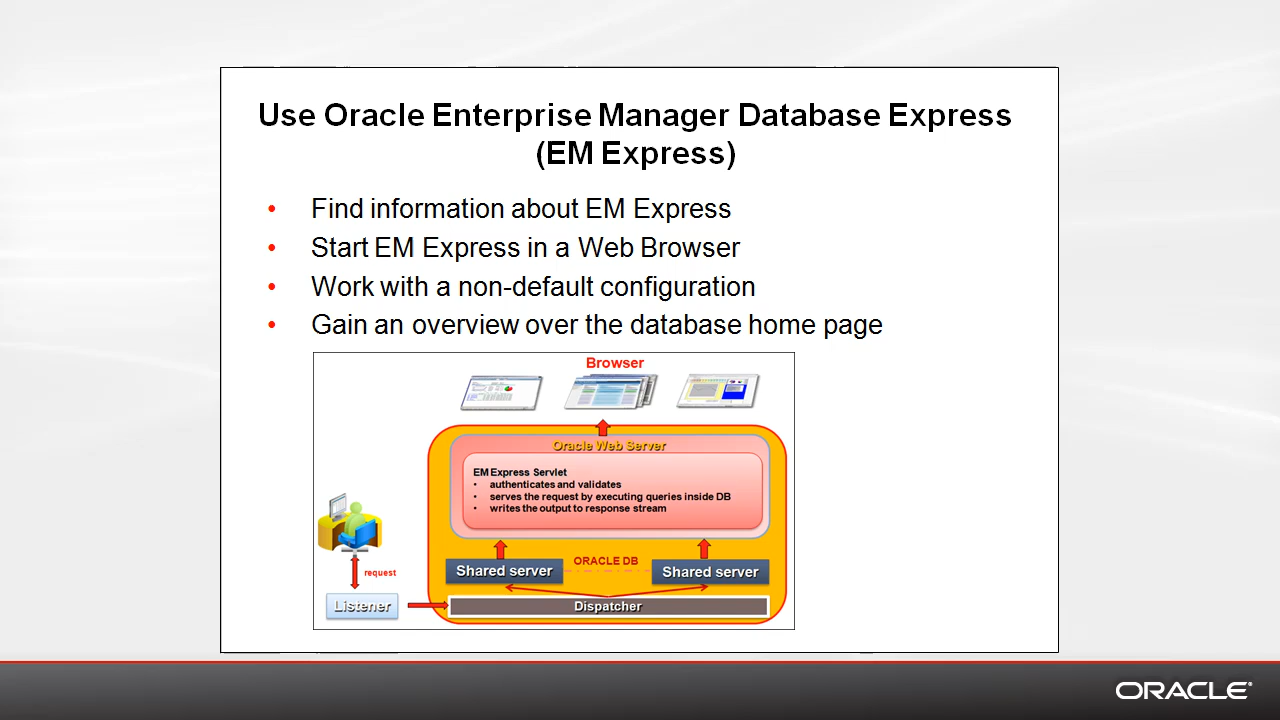 Use Oracle Enterprise Manager Database Express
(EM Express)
• Find information about EM Express
• Start EM Express in a Web Browser
• Work with a non-default configuration
• Gain an overview over the database home page
Browser
Oracle Web Server
EM Express Servlet
• authenticates and validates
• serves the request by executing queries inside DB
• writes the output to response stream
ORACLE DB
Shared server
Shared server
request
Listener
Dispatcher
ORACLE®